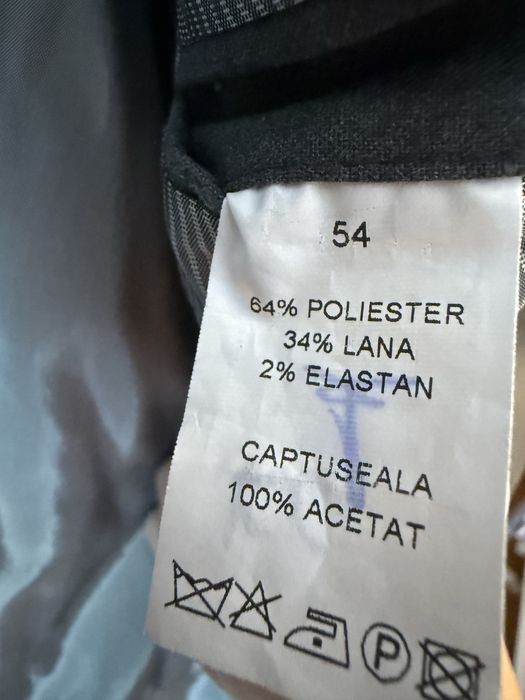 54
64% POLIESTER
34% LANA
2% ELASTAN
CAPTUSEALA
100% ACETAT
P